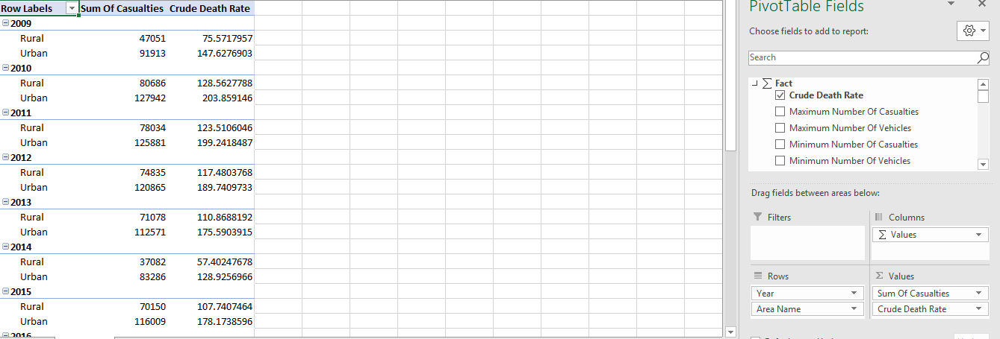 Row Labels Sum Of Casualties Crude Death Rate
2009
Rural 47051 75.5717957
Urban 91913 147.6276903
2010
Rural 80686 128.5627788
Urban 127942 203.859146
2011
Rural 78034 123.5106046
Urban 125881 199.2418487
2012
Rural 74835 117.4803768
Urban 120865 189.7409733
2013
Rural 71078 110.8688192
Urban 112571 175.5903915
2014
Rural 37082 57.40247678
Urban 83286 128.9256966
2015
Rural 70150 107.7407464
Urban 116009 178.1738596
2016
PivotTable Fields
Choose fields to add to report:
Search
Σ Fact
Crude Death Rate
Maximum Number Of Casualties
Maximum Number Of Vehicles
Minimum Number Of Casualties
Minimum Number Of Vehicles
Drag fields between areas below:
Filters
Columns
Σ Values
Rows
Year
Area Name
Σ Values
Sum Of Casualties
Crude Death Rate